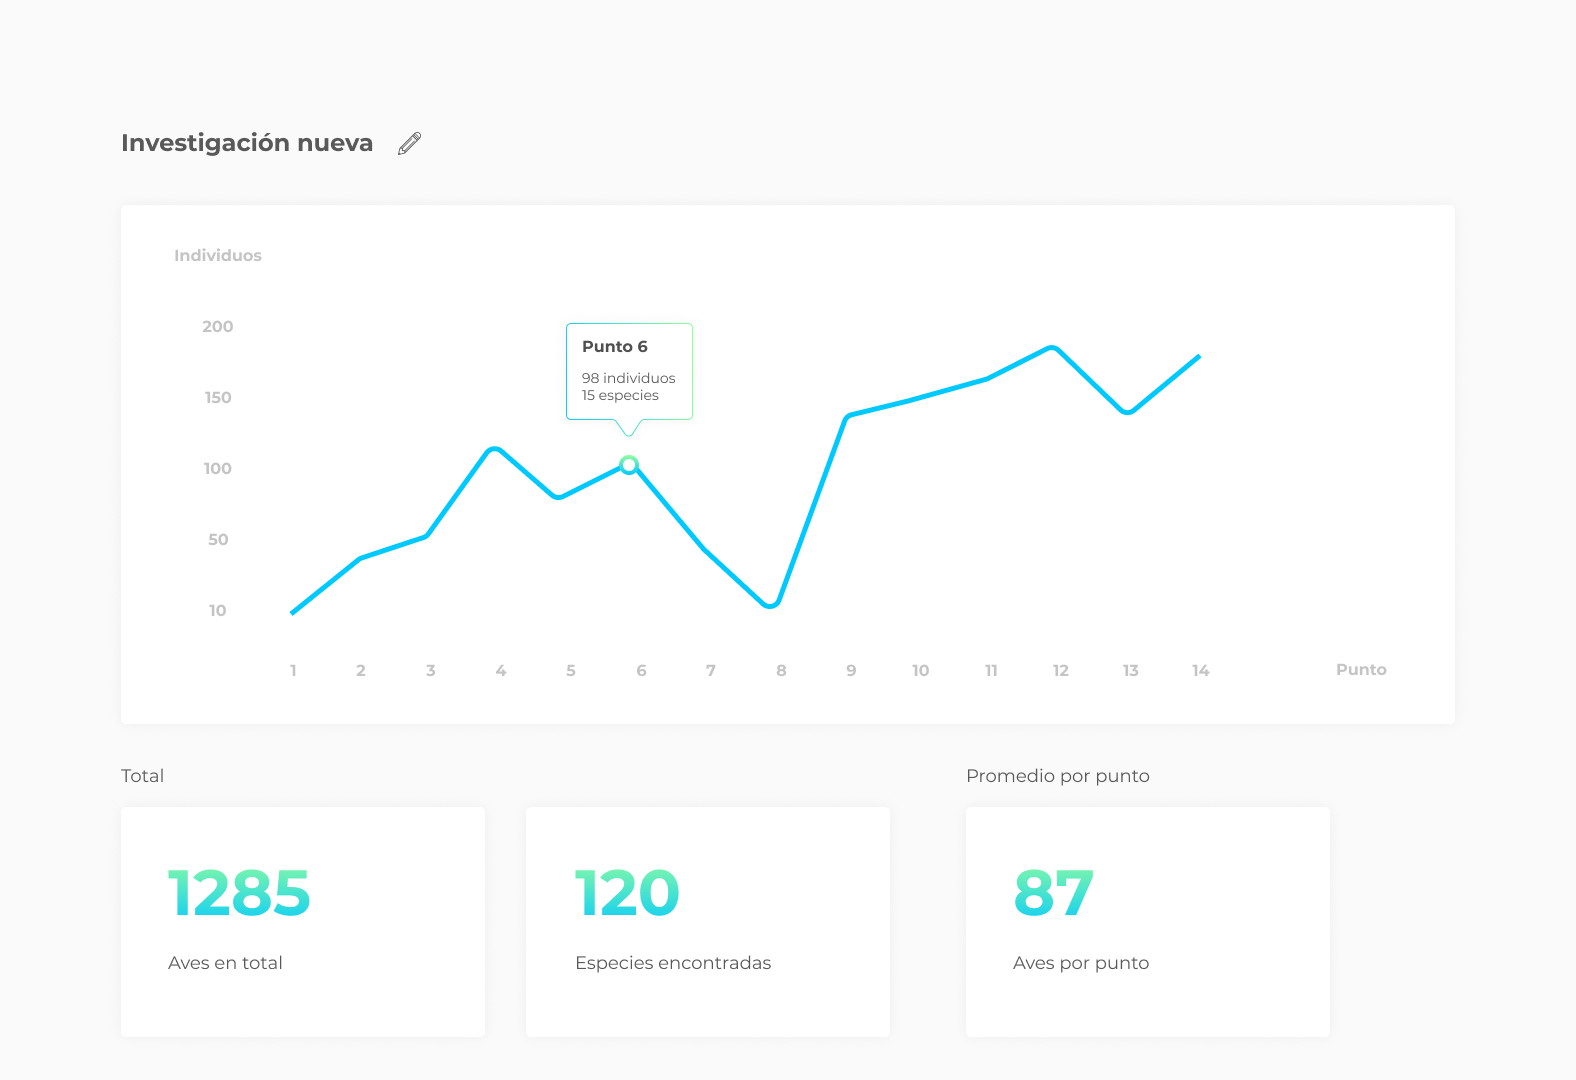 Investigación nueva
Individuos
200
150
100
50
10
Punto 6
98 individuos
15 especies
1 2 3 4 5 6 7 8 9 10 11 12 13 14 Punto
Total
1285
Aves en total
120
Especies encontradas
Promedio por punto
87
Aves por punto